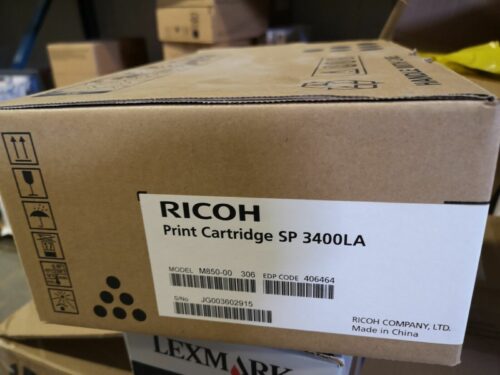 RICOH
Print Cartridge SP 3400LA
MODEL M850-00 306 EDP CODE 406464
S/No JG003602915
RICOH COMPANY, LTD.
Made in China
LEXMARK